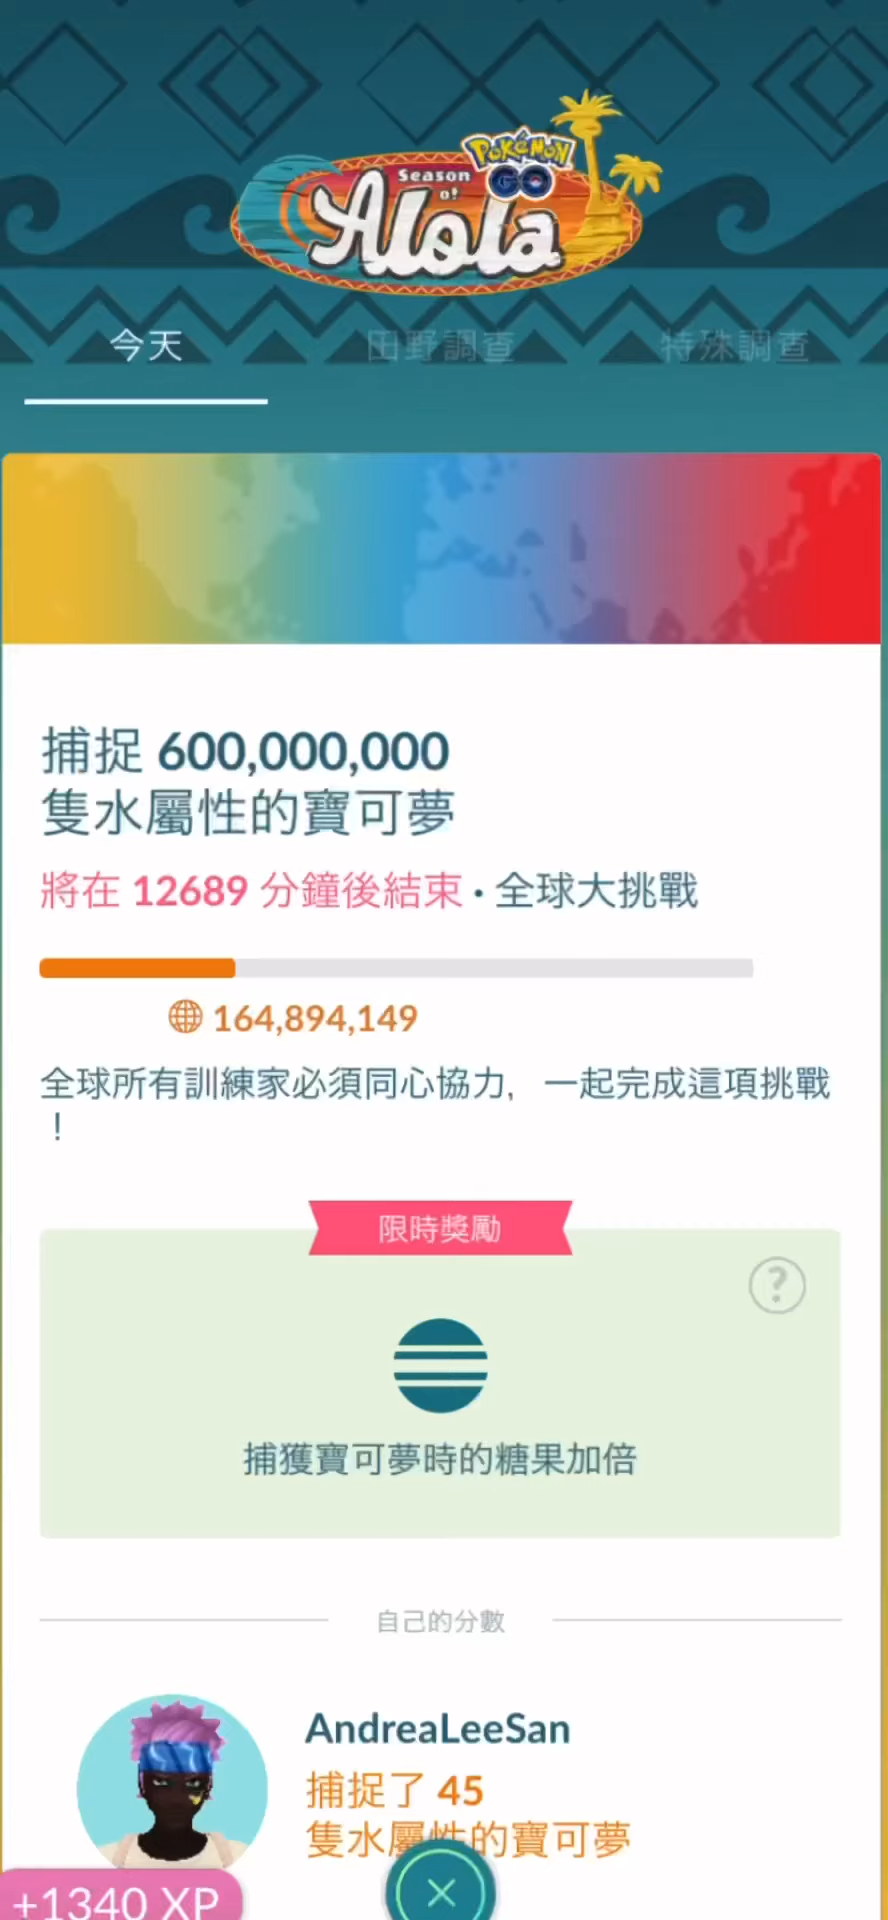 Pokémon
GO
Season
of
Alola
今天
田野調查
特殊調查
捕捉 600,000,000
隻水屬性的寶可夢
將在 12689 分鐘後結束 · 全球大挑戰
164,894,149
全球所有訓練家必須同心協力, 一起完成這項挑戰
!
限時獎勵
?
捕獲寶可夢時的糖果加倍
自己的分數
AndreaLeeSan
捕捉了 45
隻水屬性的寶可夢
+1340 XP